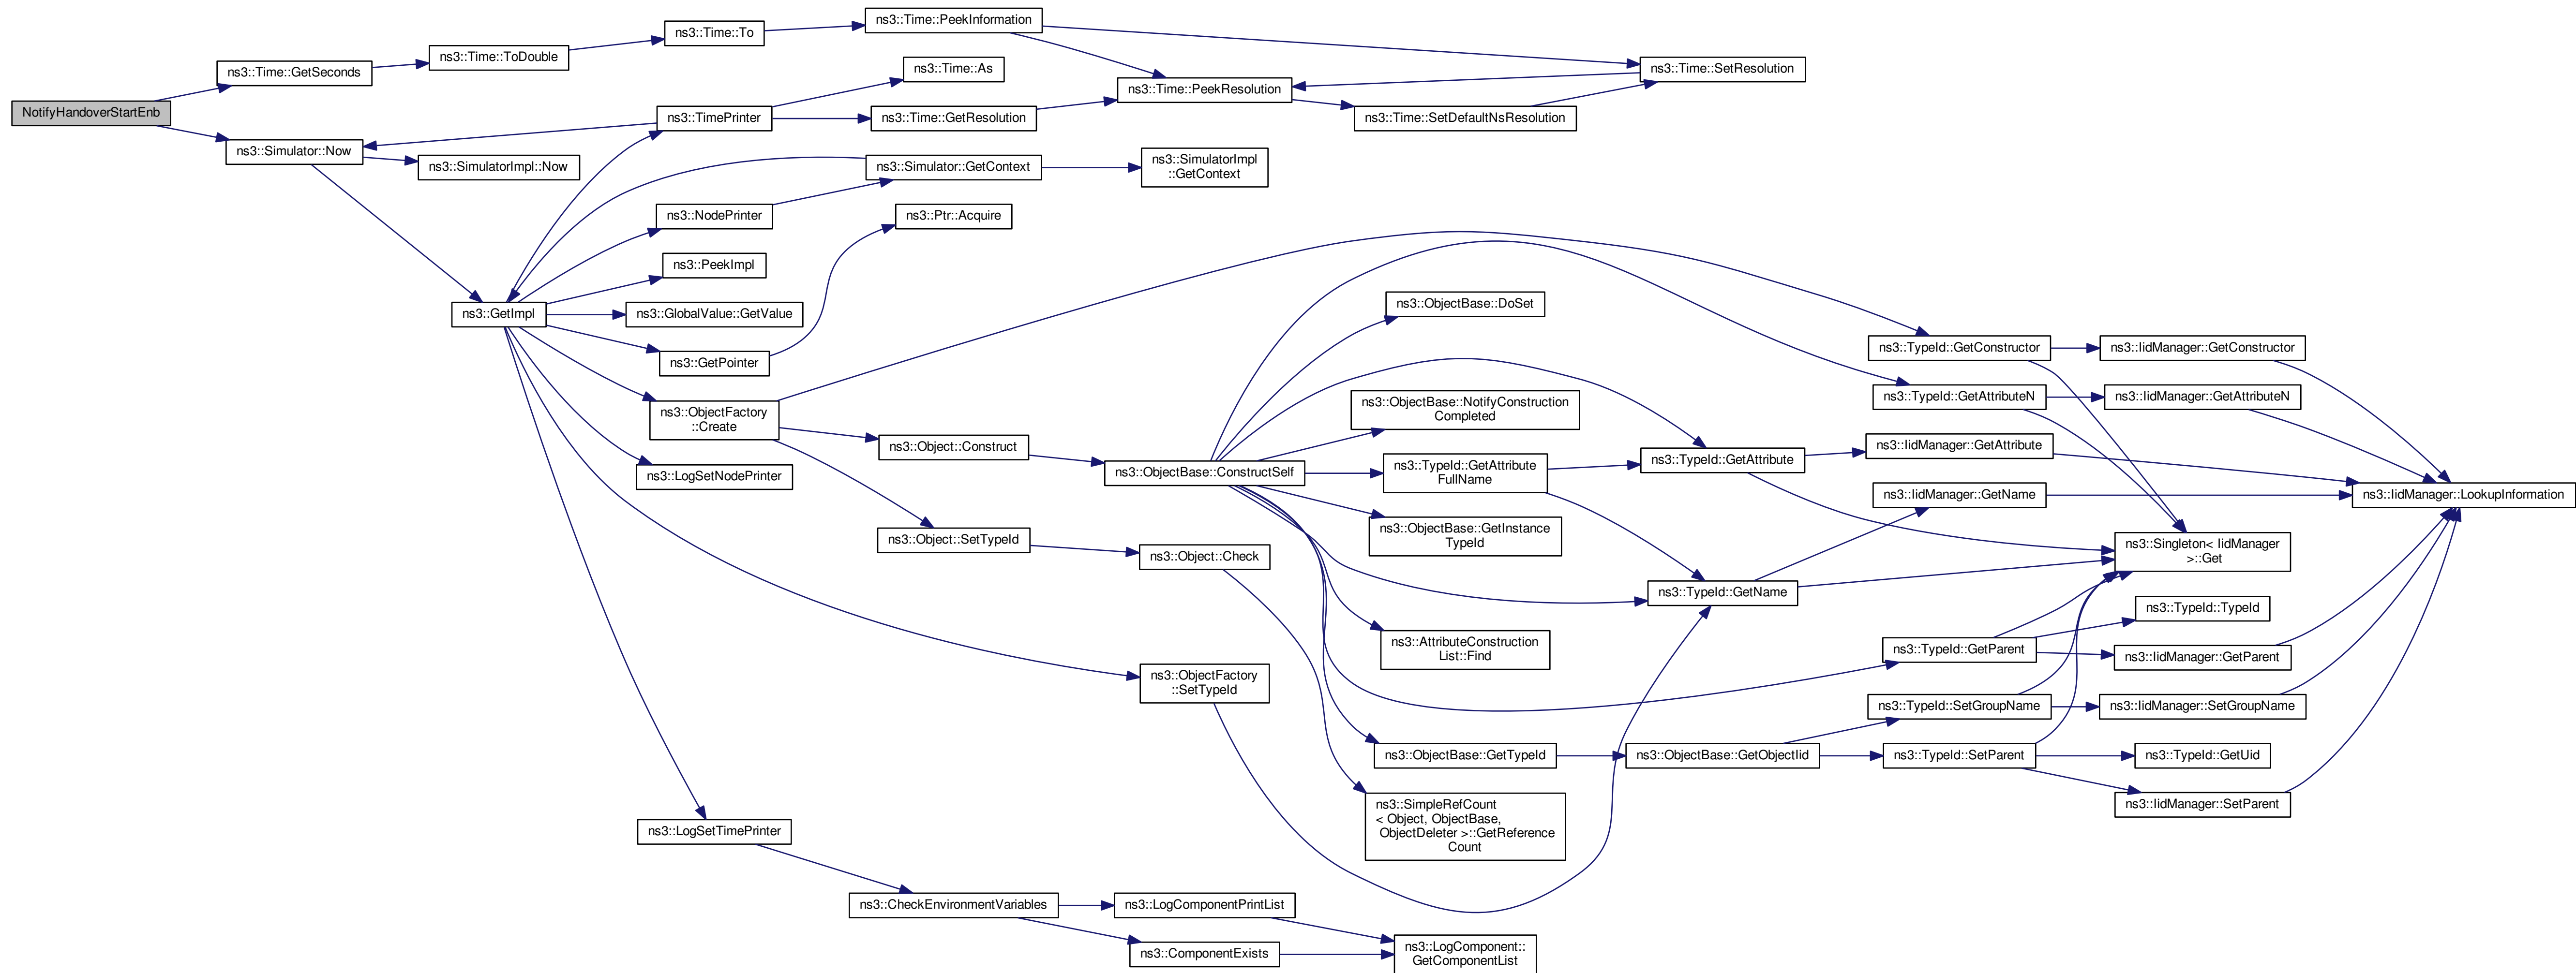 NotifyHandoverStartEnb
ns3::Time::GetSeconds
ns3::Simulator::Now
ns3::Time::ToDouble
ns3::SimulatorImpl::Now
ns3::GetImpl
ns3::Time::To
ns3::TimePrinter
ns3::NodePrinter
ns3::PeekImpl
ns3::GlobalValue::GetValue
ns3::GetPointer
ns3::ObjectFactory
::Create
ns3::LogSetNodePrinter
ns3::LogSetTimePrinter
ns3::Time::PeekInformation
ns3::Time::As
ns3::Time::GetResolution
ns3::Simulator::GetContext
ns3::Ptr::Acquire
ns3::Object::Construct
ns3::Object::SetTypeId
ns3::CheckEnvironmentVariables
ns3::Time::PeekResolution
ns3::SimulatorImpl
::GetContext
ns3::ObjectBase::ConstructSelf
ns3::Object::Check
ns3::ObjectFactory
::SetTypeId
ns3::LogComponentPrintList
ns3::ComponentExists
ns3::Time::SetDefaultNsResolution
ns3::ObjectBase::DoSet
ns3::ObjectBase::NotifyConstruction
Completed
ns3::TypeId::GetAttribute
FullName
ns3::ObjectBase::GetInstance
TypeId
ns3::AttributeConstruction
List::Find
ns3::ObjectBase::GetTypeId
ns3::SimpleRefCount
< Object, ObjectBase,
ObjectDeleter >::GetReference
Count
ns3::LogComponent::
GetComponentList
ns3::Time::SetResolution
ns3::TypeId::GetAttribute
ns3::TypeId::GetName
ns3::ObjectBase::GetObjectIid
ns3::TypeId::GetConstructor
ns3::TypeId::GetAttributeN
ns3::IidManager::GetAttribute
ns3::IidManager::GetName
ns3::TypeId::GetParent
ns3::TypeId::SetGroupName
ns3::TypeId::SetParent
ns3::IidManager::GetConstructor
ns3::IidManager::GetAttributeN
ns3::Singleton< IidManager
>::Get
ns3::TypeId::TypeId
ns3::IidManager::GetParent
ns3::IidManager::SetGroupName
ns3::TypeId::GetUid
ns3::IidManager::SetParent
ns3::IidManager::LookupInformation